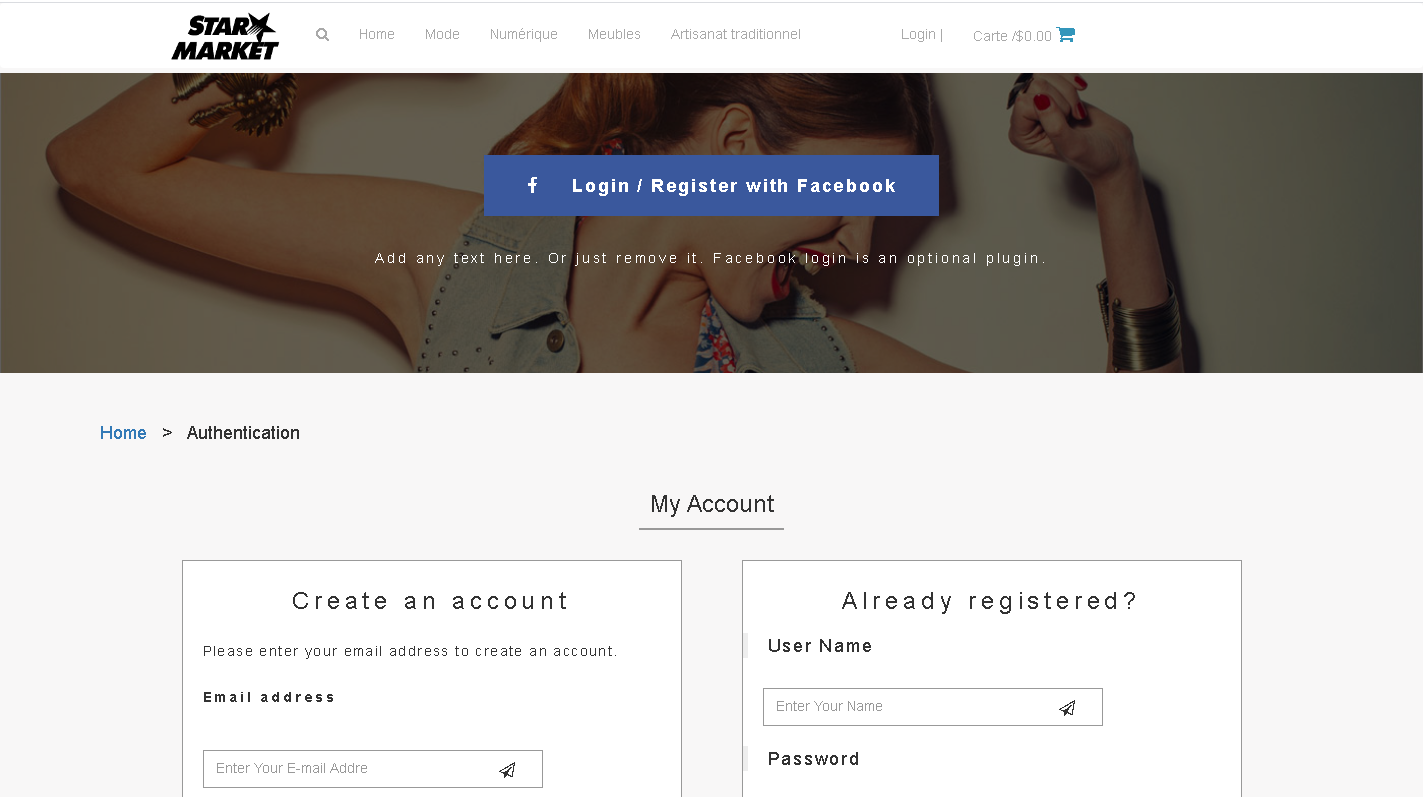 STAR
MARKET
Home Mode Numérique Meubles Artisanat traditionnel Login | Carte /$0.00
Login / Register with Facebook
Add any text here. Or just remove it. Facebook login is an optional plugin.
Home > Authentication
My Account
Create an account
Please enter your email address to create an account.
Email address
Enter Your E-mail Addre
Already registered?
User Name
Enter Your Name
Password